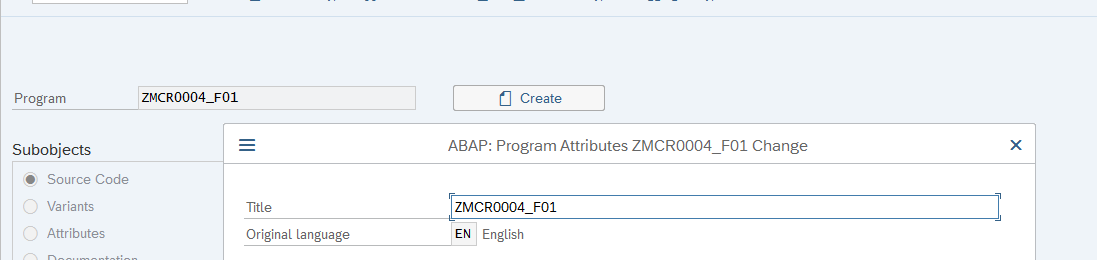 Program ZMCR0004_F01 Create
ABAP: Program Attributes ZMCR0004_F01 Change
Subobjects
Source Code
Variants
Attributes
Title ZMCR0004_F01
Original language EN English